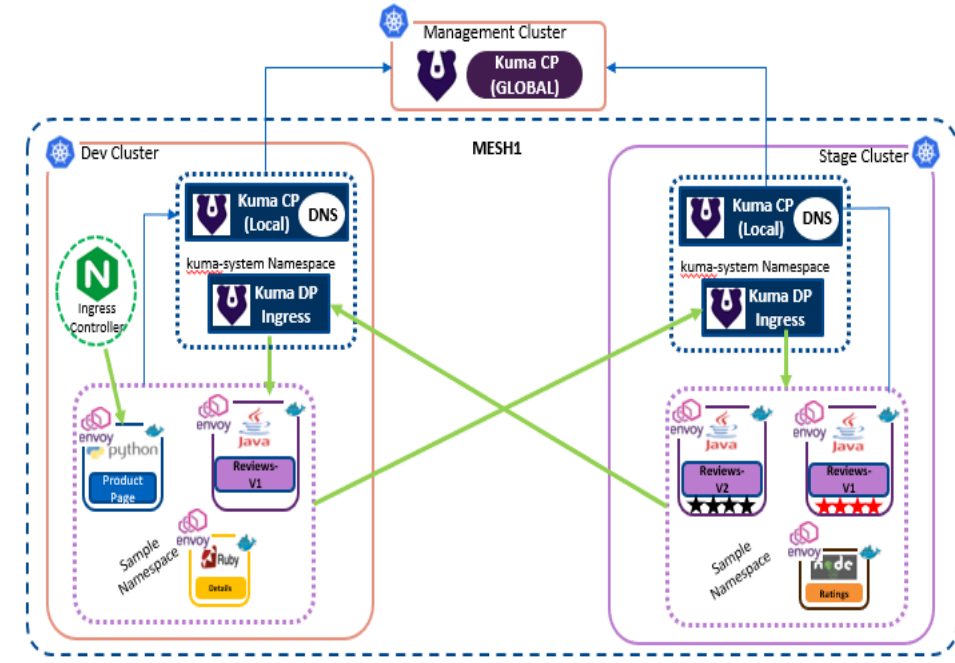 Management Cluster
Kuma CP
(GLOBAL)
MESH1
Dev Cluster
Stage Cluster
Kuma CP
(Local)
DNS
kuma-system Namespace
Kuma DP
Ingress
N
Ingress
Controller
Kuma CP
(Local)
DNS
kuma-system Namespace
Kuma DP
Ingress
envoy
python
Product
Page
envoy
Java
Reviews-
V1
envoy
Ruby
Details
Sample
Namespace
envoy
Java
Reviews-
V2
envoy
Java
Reviews-
V1
envoy
node
Ratings
Sample
Namespace